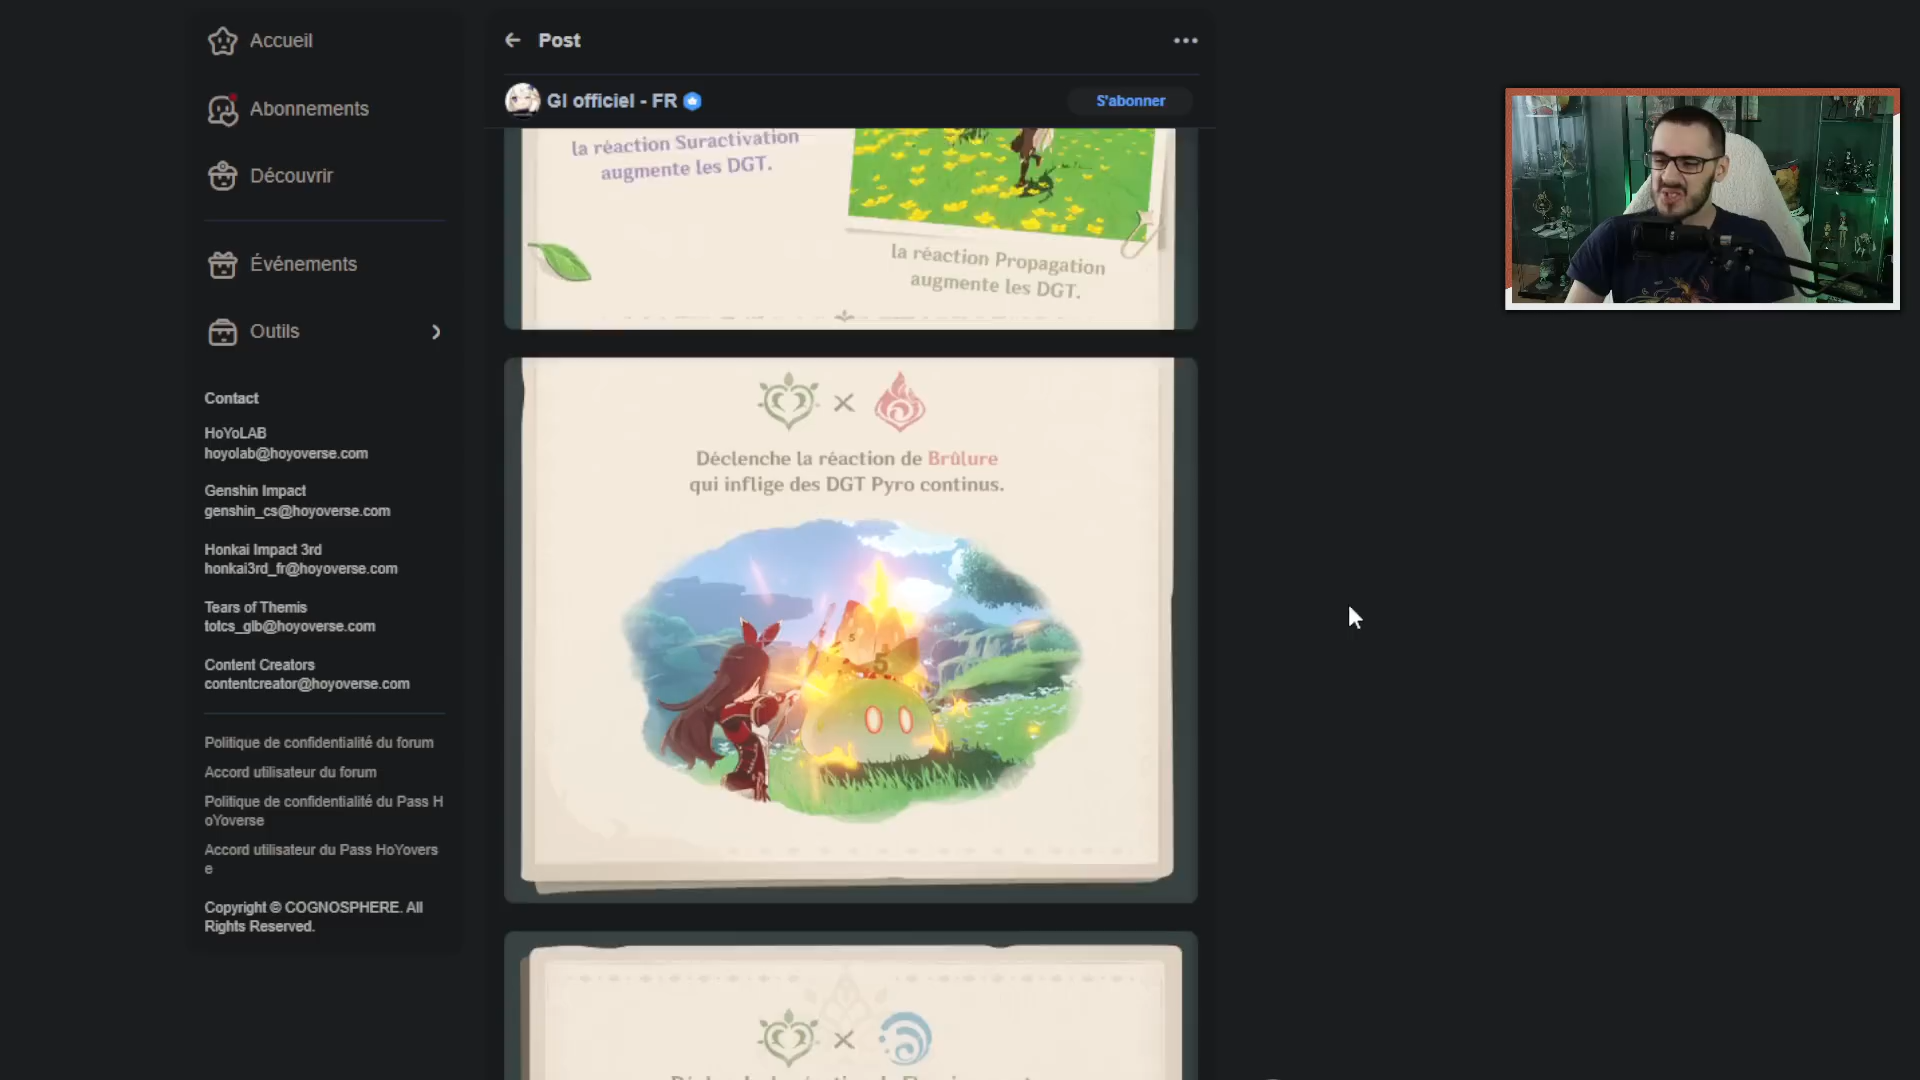 Accueil
Abonnements
Découvrir
Événements
Outils
Contact
HoYoLAB
hoyolab@hoyoverse.com
Genshin Impact
genshin_cs@hoyoverse.com
Honkai Impact 3rd
honkai3rd_fr@hoyoverse.com
Tears of Themis
totcs_glb@hoyoverse.com
Content Creators
contentcreator@hoyoverse.com
Politique de confidentialité du forum
Accord utilisateur du forum
Politique de confidentialité du Pass H
oYoverse
Accord utilisateur du Pass HoYovers
e
Copyright © COGNOSPHERE. All
Rights Reserved.
Post
GI officiel - FR
S'abonner
la réaction Suractivation
augmente les DGT.
la réaction Propagation
augmente les DGT.
Déclenche la réaction de Brûlure
qui inflige des DGT Pyro continus.
5
5